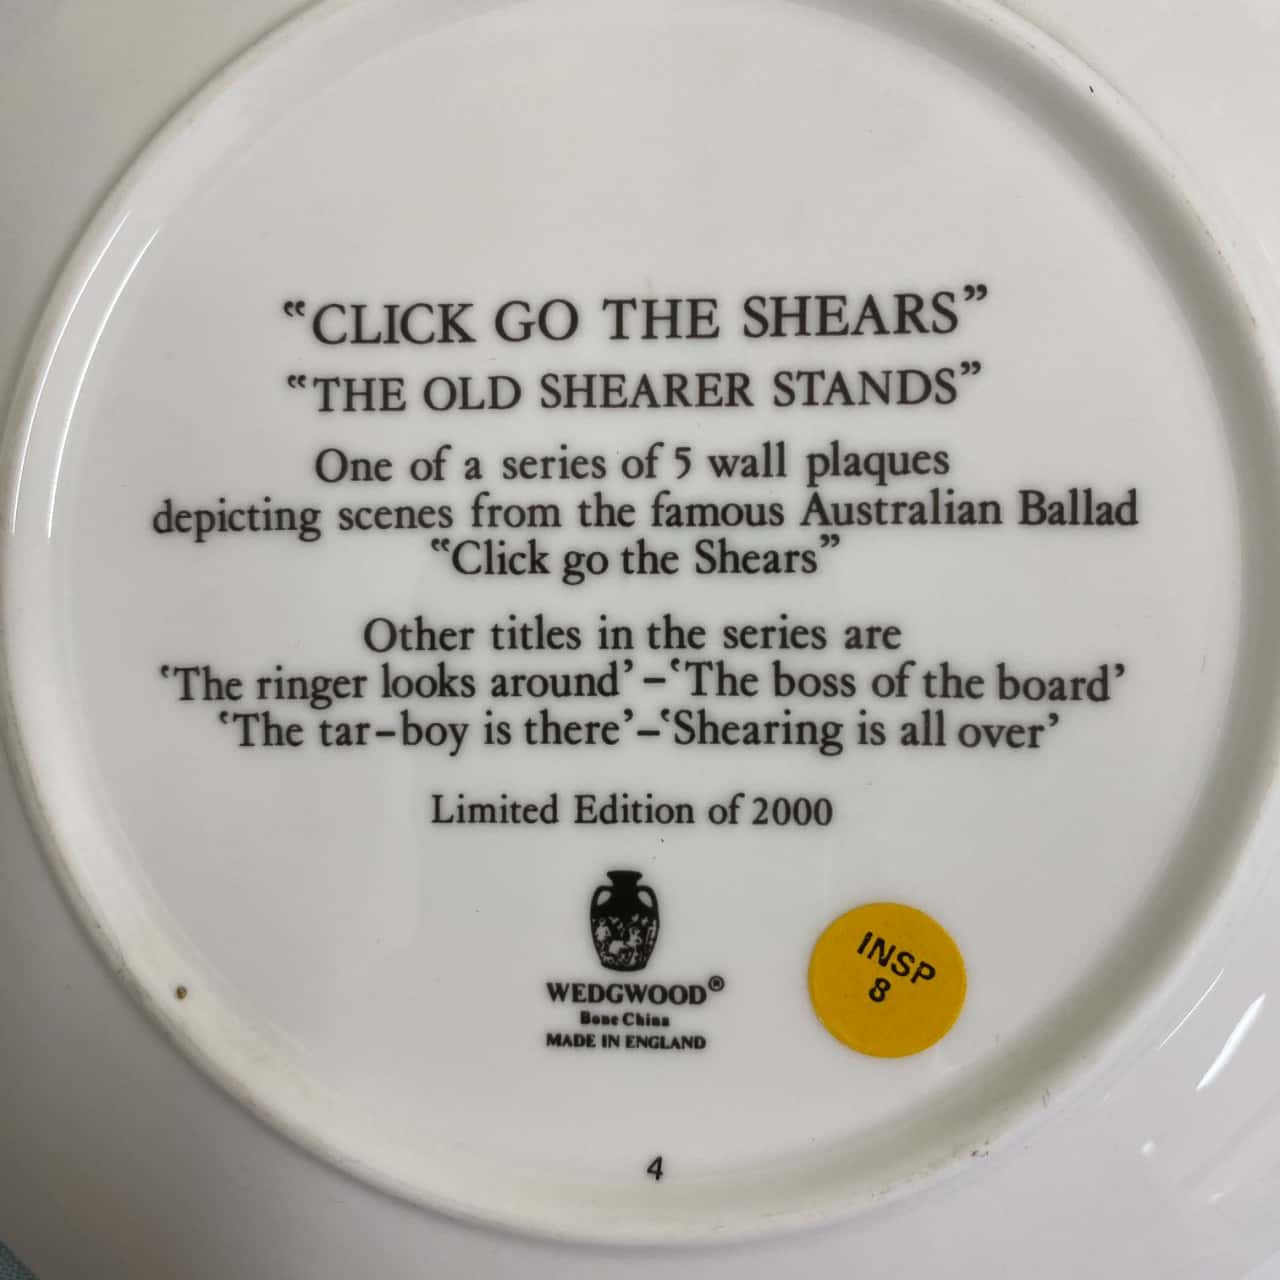 “CLICK GO THE SHEARS”
“THE OLD SHEARER STANDS”
One of a series of 5 wall plaques
depicting scenes from the famous Australian Ballad
“Click go the Shears”
Other titles in the series are
‘The ringer looks around’ – ‘The boss of the board’
‘The tar-boy is there’ – ‘Shearing is all over’
Limited Edition of 2000
WEDGWOOD®
Bone China
MADE IN ENGLAND
INSP
8
4